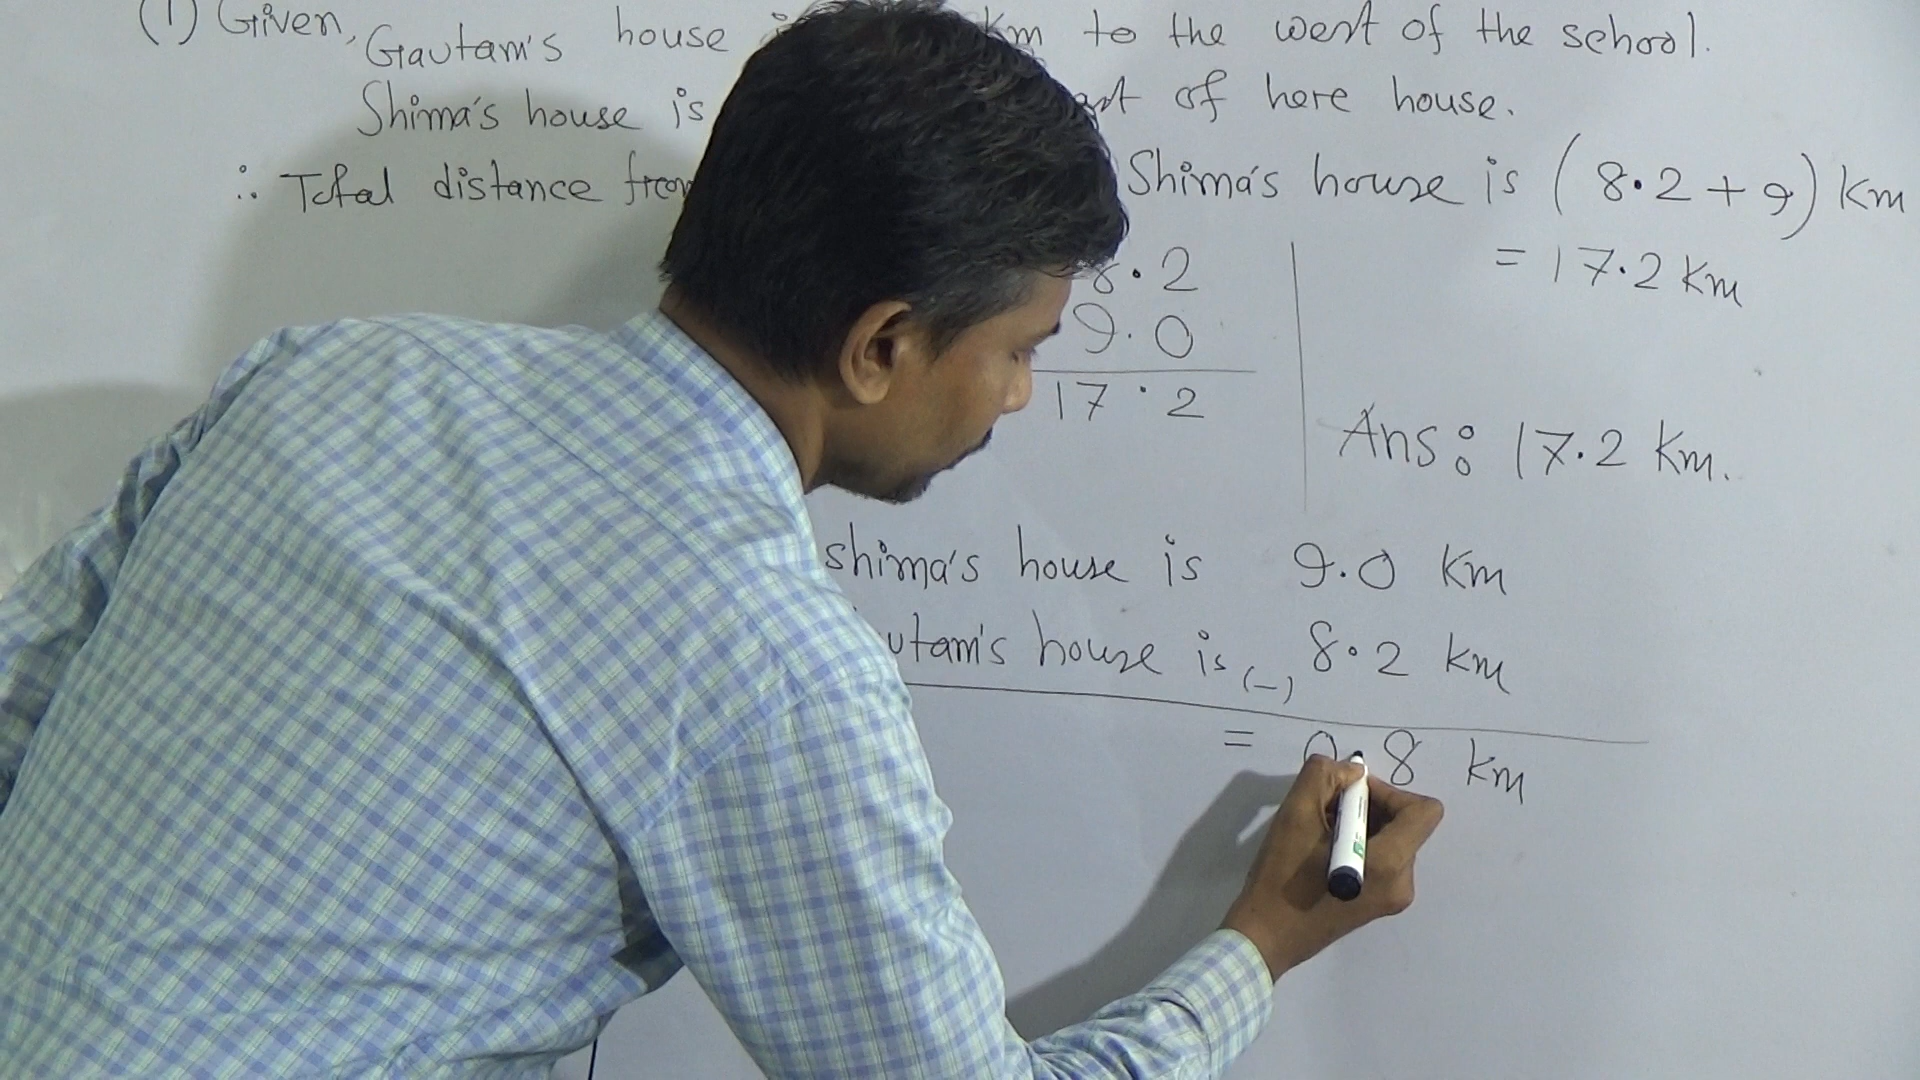 (1) Given, Gautam's house Km to the west of the school.
Shima's house is of here house.
∴ Total distance from Shima's house is (8.2 + 9) Km
= 17.2 Km
8.2
9.0
17.2
Ans: 17.2 Km.
shima's house is 9.0 Km
house is (-) 8.2 Km
= 0.8 Km